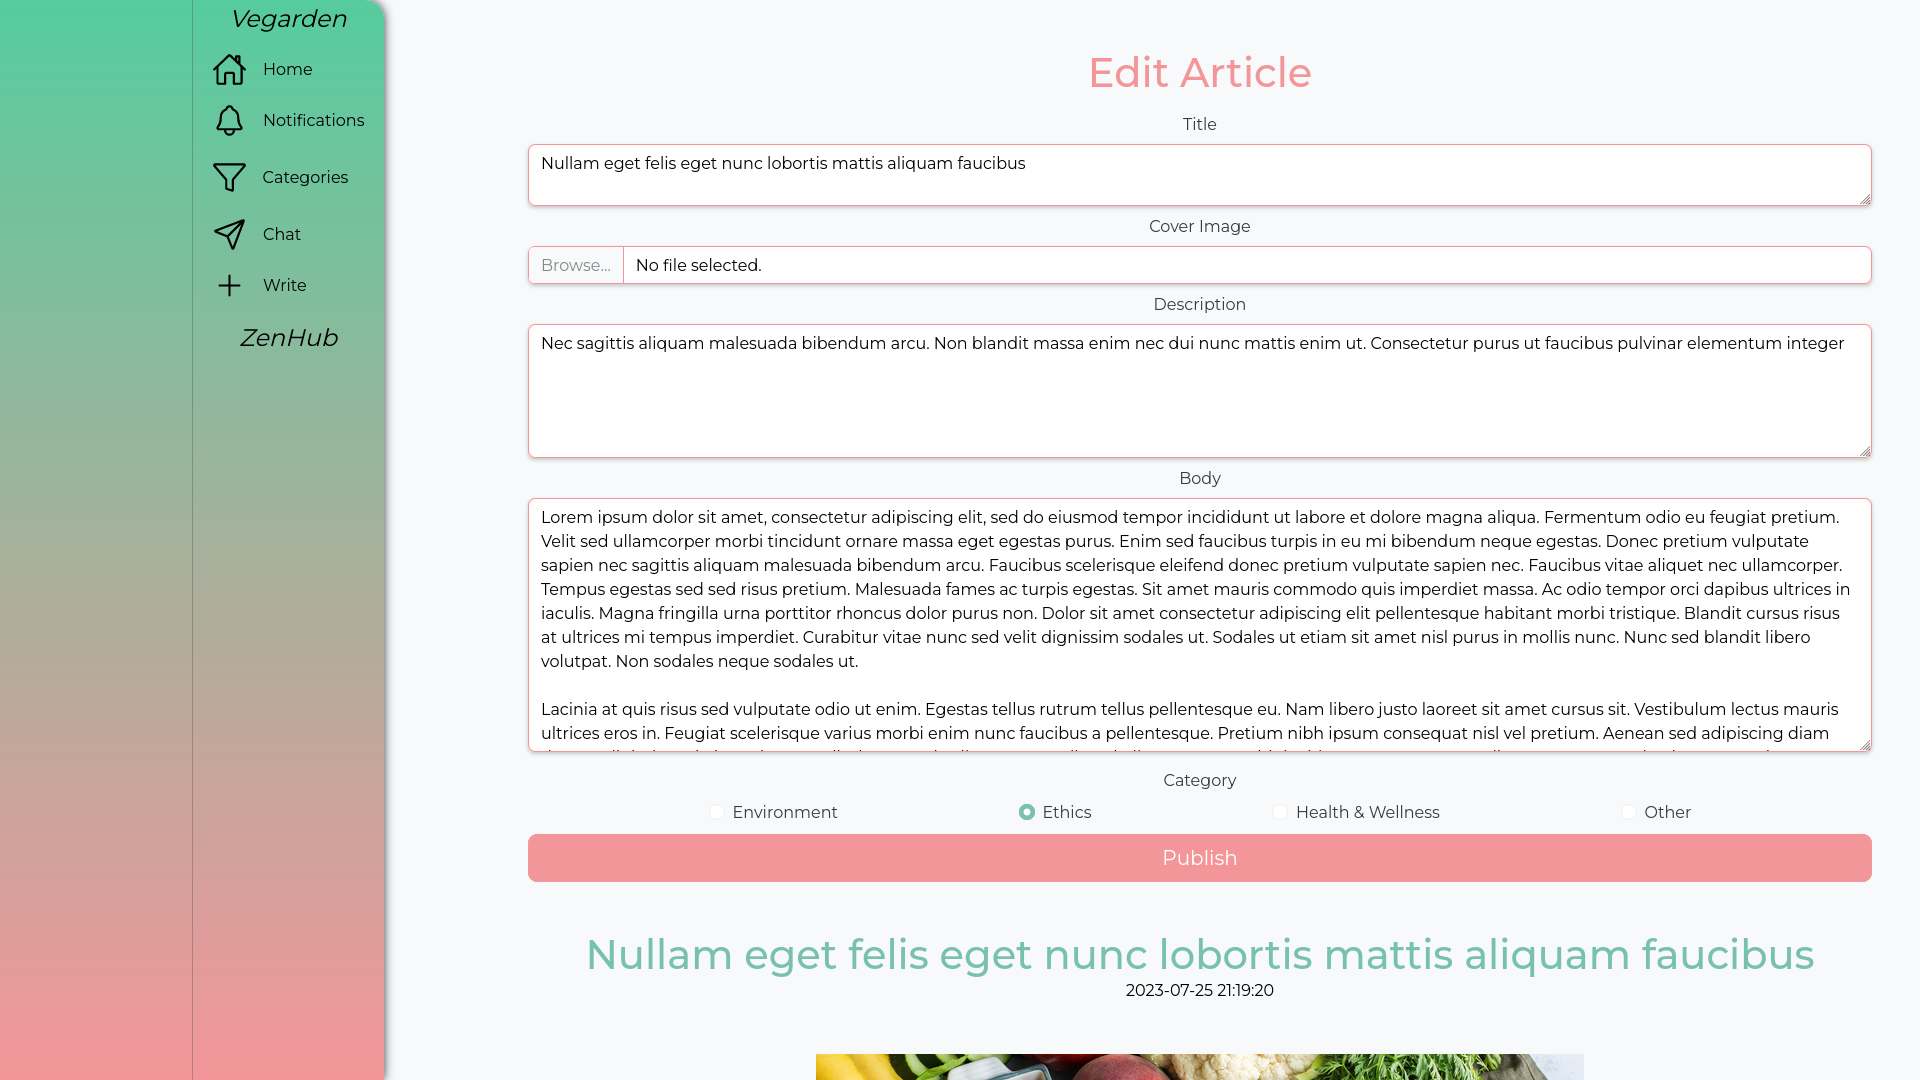 Vegarden
Home
Notifications
Categories
Chat
Write
ZenHub
Edit Article
Title
Nullam eget felis eget nunc lobortis mattis aliquam faucibus
Cover Image
Browse... No file selected.
Description
Nec sagittis aliquam malesuada bibendum arcu. Non blandit massa enim nec dui nunc mattis enim ut. Consectetur purus ut faucibus pulvinar elementum integer
Body
Lorem ipsum dolor sit amet, consectetur adipiscing elit, sed do eiusmod tempor incididunt ut labore et dolore magna aliqua. Fermentum odio eu feugiat pretium.
Velit sed ullamcorper morbi tincidunt ornare massa eget egestas purus. Enim sed faucibus turpis in eu mi bibendum neque egestas. Donec pretium vulputate
sapien nec sagittis aliquam malesuada bibendum arcu. Faucibus scelerisque eleifend donec pretium vulputate sapien nec. Faucibus vitae aliquet nec ullamcorper.
Tempus egestas sed sed risus pretium. Malesuada fames ac turpis egestas. Sit amet mauris commodo quis imperdiet massa. Ac odio tempor orci dapibus ultrices in
iaculis. Magna fringilla urna porttitor rhoncus dolor purus non. Dolor sit amet consectetur adipiscing elit pellentesque habitant morbi tristique. Blandit cursus risus
at ultrices mi tempus imperdiet. Curabitur vitae nunc sed velit dignissim sodales ut. Sodales ut etiam sit amet nisl purus in mollis nunc. Nunc sed blandit libero
volutpat. Non sodales neque sodales ut.
Lacinia at quis risus sed vulputate odio ut enim. Egestas tellus rutrum tellus pellentesque eu. Nam libero justo laoreet sit amet cursus sit. Vestibulum lectus mauris
ultrices eros in. Feugiat scelerisque varius morbi enim nunc faucibus a pellentesque. Pretium nibh ipsum consequat nisl vel pretium. Aenean sed adipiscing diam
Category
Environment Ethics Health & Wellness Other
Publish
Nullam eget felis eget nunc lobortis mattis aliquam faucibus
2023-07-25 21:19:20